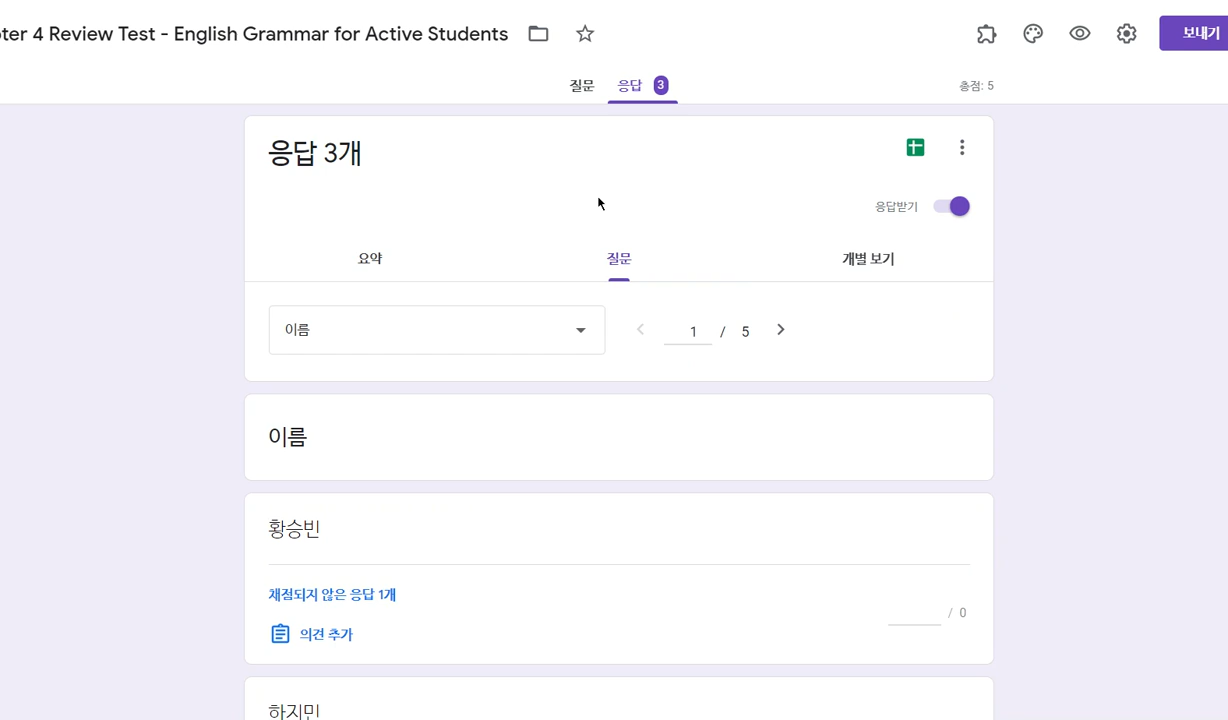 4 Review Test - English Grammar for Active Students
보내기
질문 응답 3
총점: 5
응답 3개
응답받기
요약 질문 개별 보기
이름
1 / 5
이름
황승빈
채점되지 않은 응답 1개
/ 0
의견 추가
하지민